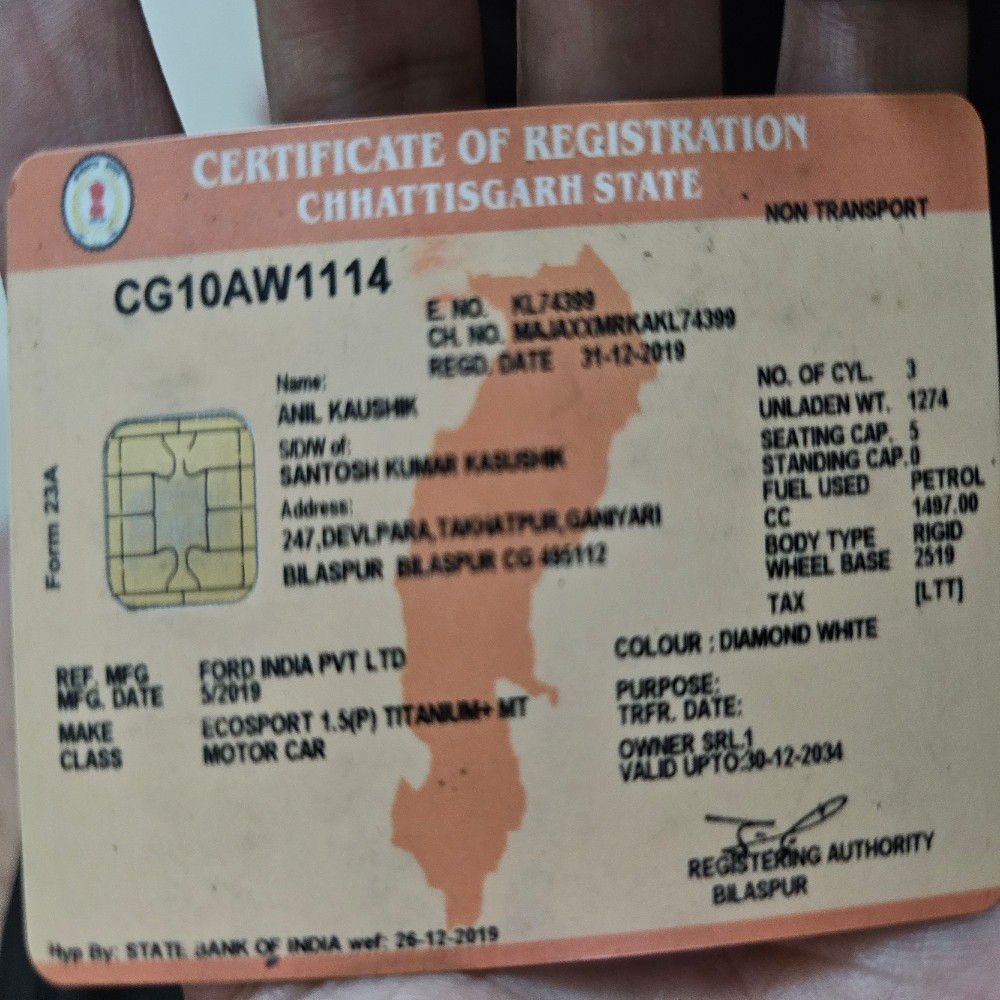 CERTIFICATE OF REGISTRATION
CHHATTISGARH STATE
NON TRANSPORT
CG10AW1114
E. NO. KL74399
CH. NO. MAJAXXMRKAKL74399
REGD. DATE 31-12-2019
Name:
ANIL KAUSHIK
S/D/W of:
SANTOSH KUMAR KASUSHIK
Address:
247,DEVLPARA,TAKHATPUR,GANIYARI
BILASPUR BILASPUR CG 495112
NO. OF CYL. 3
UNLADEN WT. 1274
SEATING CAP. 5
STANDING CAP.0
FUEL USED PETROL
CC 1497.00
BODY TYPE RIGID
WHEEL BASE 2519
TAX [LTT]
Form 23A
COLOUR : DIAMOND WHITE
REF. MFG FORD INDIA PVT LTD
MFG. DATE 5/2019
MAKE ECOSPORT 1.5(P) TITANIUM+ MT
CLASS MOTOR CAR
PURPOSE:
TRFR. DATE:
OWNER SRL.1
VALID UPTO:30-12-2034
REGISTERING AUTHORITY
BILASPUR
Hyp By: STATE BANK OF INDIA wef: 26-12-2019